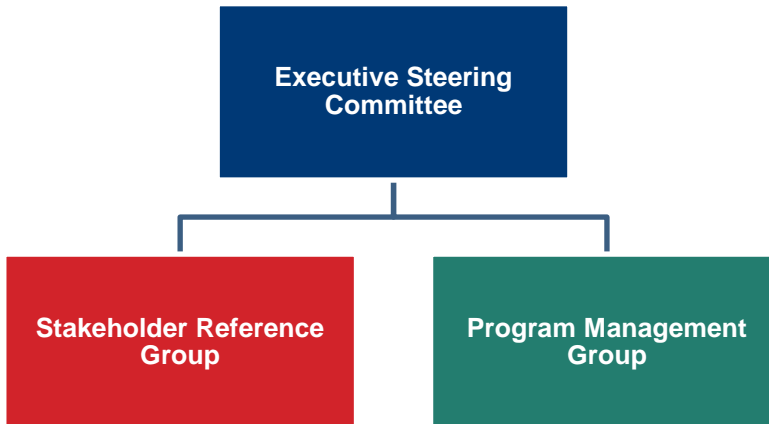 Executive Steering
Committee
Stakeholder Reference
Group
Program Management
Group